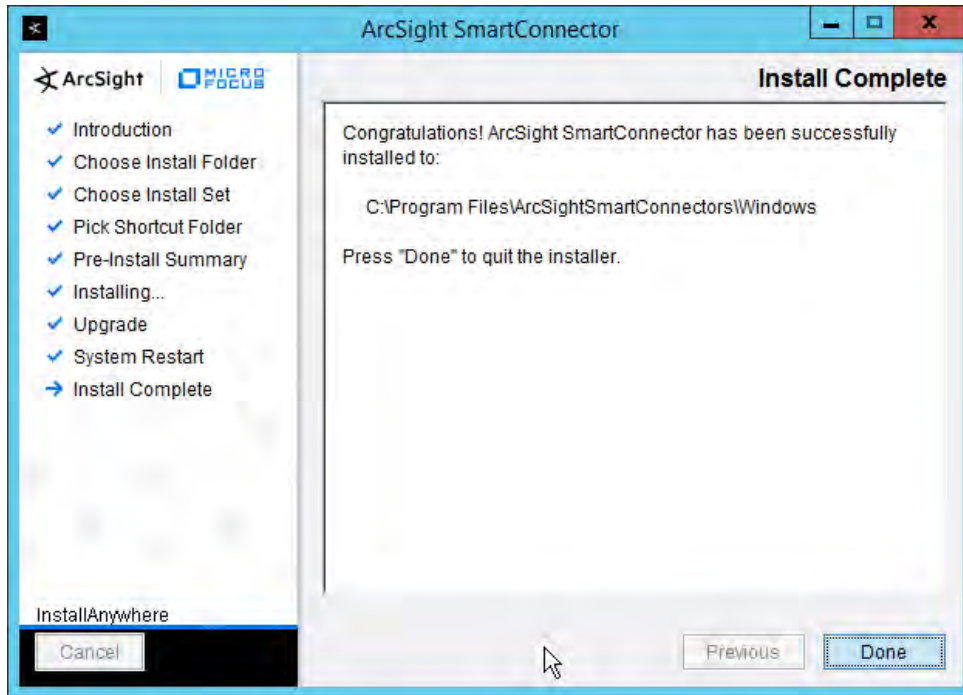 ArcSight SmartConnector
ArcSight
MICRO
FOCUS
Install Complete
Introduction
Choose Install Folder
Choose Install Set
Pick Shortcut Folder
Pre-Install Summary
Installing...
Upgrade
System Restart
Install Complete
Congratulations! ArcSight SmartConnector has been successfully
installed to:
C:\Program Files\ArcSightSmartConnectors\Windows
Press "Done" to quit the installer.
InstallAnywhere
Cancel
Previous
Done